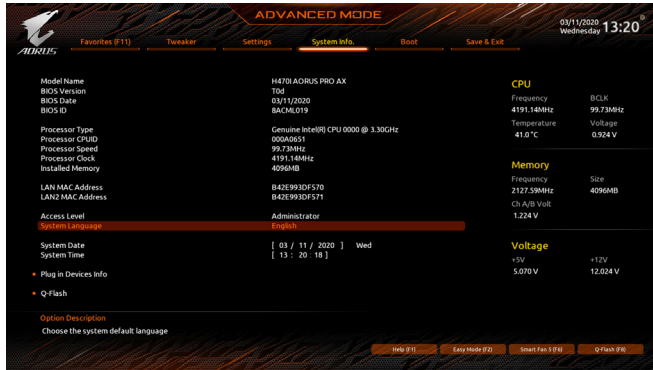 ADVANCED MODE
03/11/2020
Wednesday 13:20
AORUS
Favorites (F11) Tweaker Settings System Info. Boot Save & Exit
Model Name H470I AORUS PRO AX
BIOS Version T0d
BIOS Date 03/11/2020
BIOS ID 8ACML019
Processor Type Genuine Intel(R) CPU 0000 @ 3.30GHz
Processor CPUID 000A0651
Processor Speed 99.73MHz
Processor Clock 4191.14MHz
Installed Memory 4096MB
LAN MAC Address B42E993DF570
LAN2 MAC Address B42E993DF571
Access Level Administrator
System Language English
System Date [ 03 / 11 / 2020 ] Wed
System Time [ 13 : 20 : 18 ]
Plug in Devices Info
Q-Flash
Option Description
Choose the system default language
CPU
Frequency BCLK
4191.14MHz 99.73MHz
Temperature Voltage
41.0 °C 0.924 V
Memory
Frequency Size
2127.59MHz 4096MB
Ch A/B Volt
1.224 V
Voltage
+5V +12V
5.070 V 12.024 V
Help (F1) Easy Mode (F2) Smart Fan 5 (F6) Q-Flash (F8)